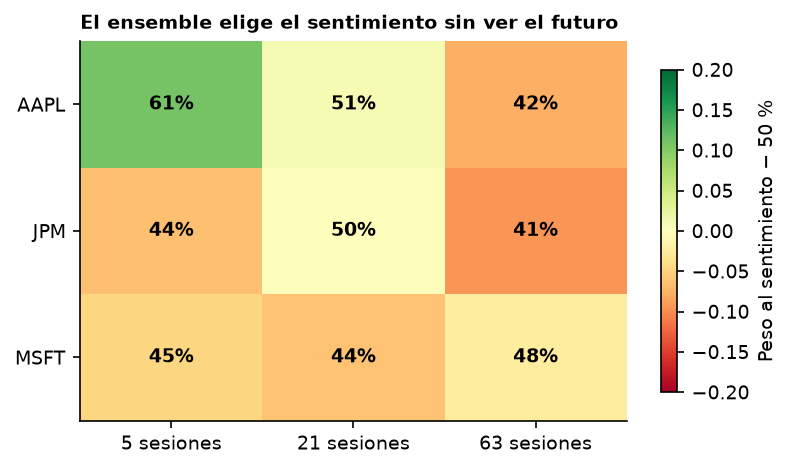 El ensemble elige el sentimiento sin ver el futuro
AAPL 61% 51% 42%
JPM 44% 50% 41%
MSFT 45% 44% 48%
5 sesiones 21 sesiones 63 sesiones
0.20
0.15
0.10
0.05
0.00
−0.05
−0.10
−0.15
−0.20
Peso al sentimiento − 50 %